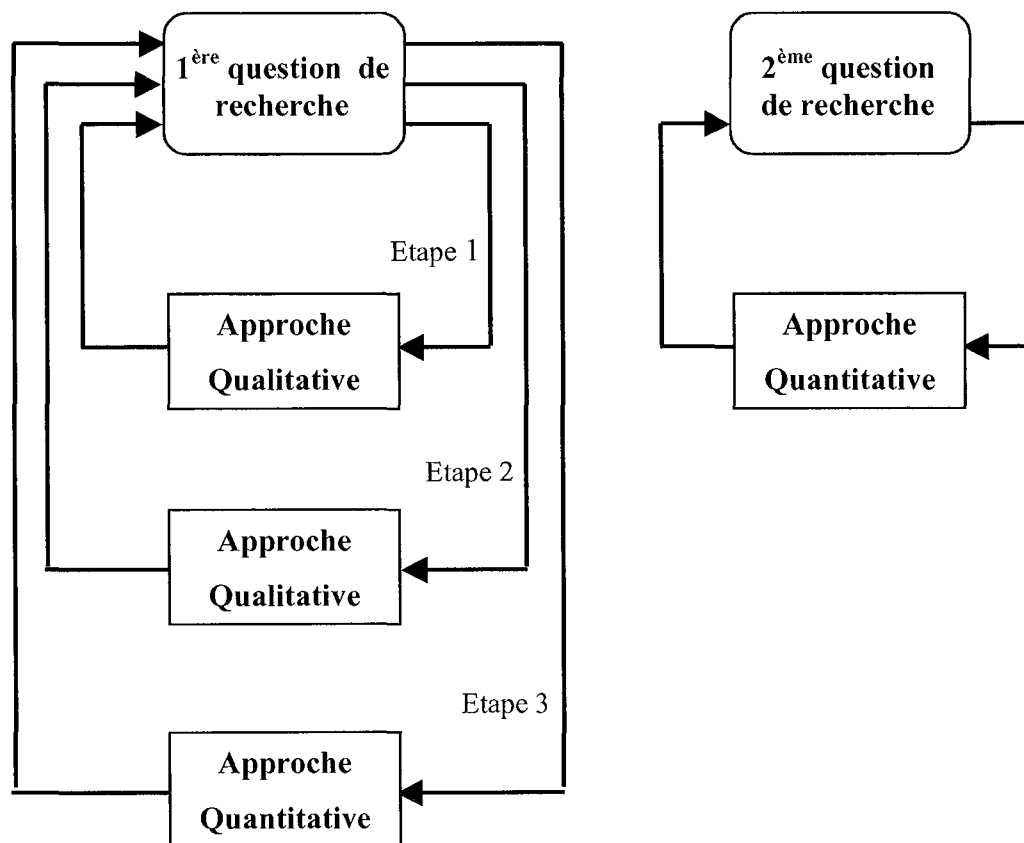 1ère question de
recherche
2ème question
de recherche
Etape 1
Approche
Qualitative
Approche
Quantitative
Etape 2
Approche
Qualitative
Etape 3
Approche
Quantitative